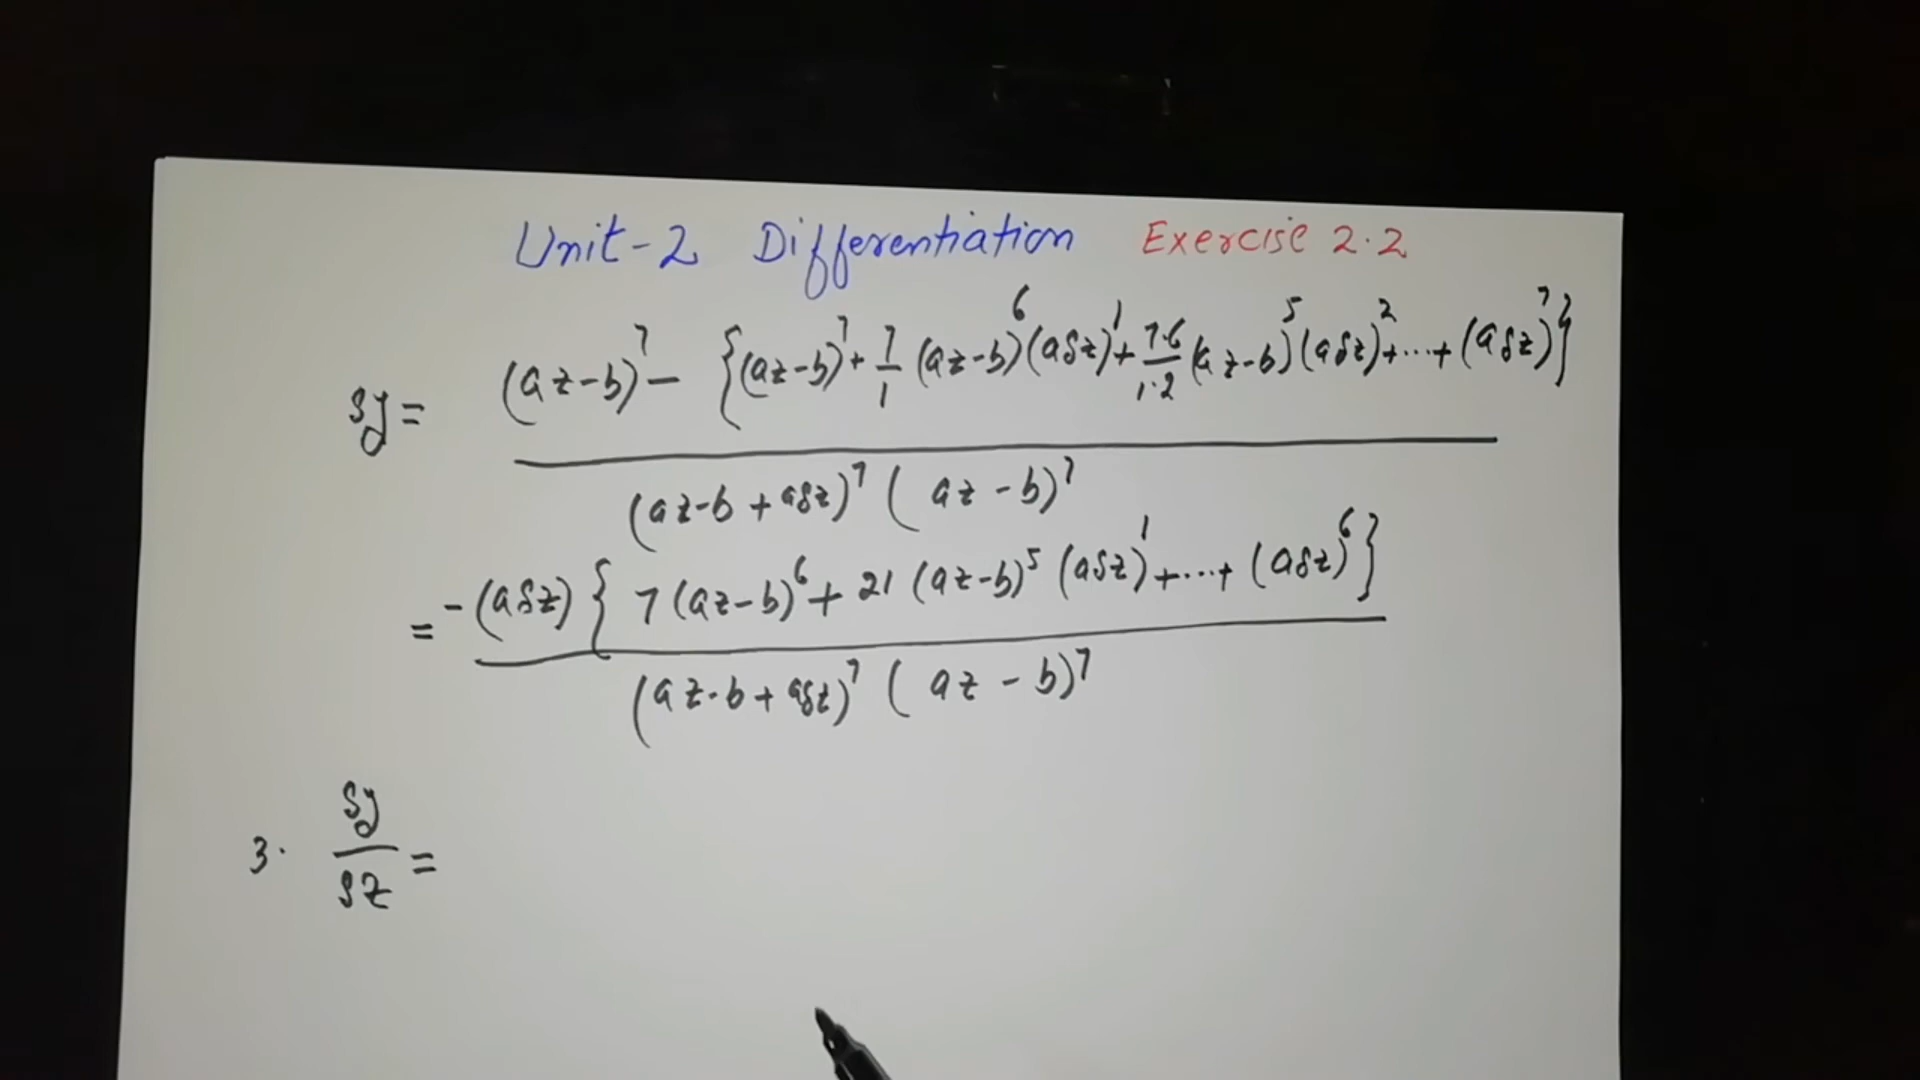 Unit-2 Differentiation Exercise 2.2
δy = (az-b)⁷ - {(az-b)⁷ + 7/1 (az-b)⁶ (aδz)¹ + 7.6/1.2 (az-b)⁵ (aδz)² + ... + (aδz)⁷}
(az-b + aδz)⁷ (az-b)⁷
= -(aδz) { 7 (az-b)⁶ + 21 (az-b)⁵ (aδz)¹ + ... + (aδz)⁶}
(az-b + aδz)⁷ (az-b)⁷
3. δy/δz =